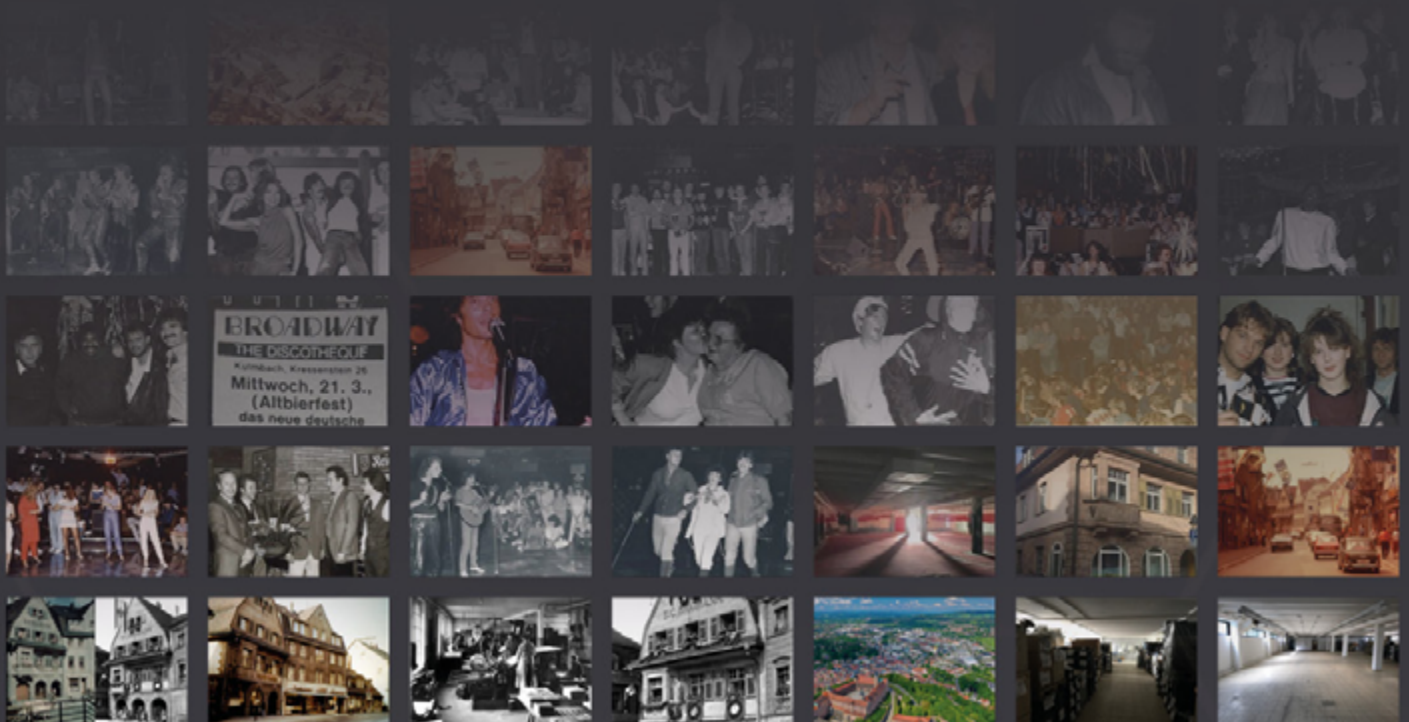 BROADWAY
THE DISCOTHEQUE
Kulmbach, Kressenstein 26
Mittwoch, 21. 3.,
(Altbierfest)
das neue deutsche